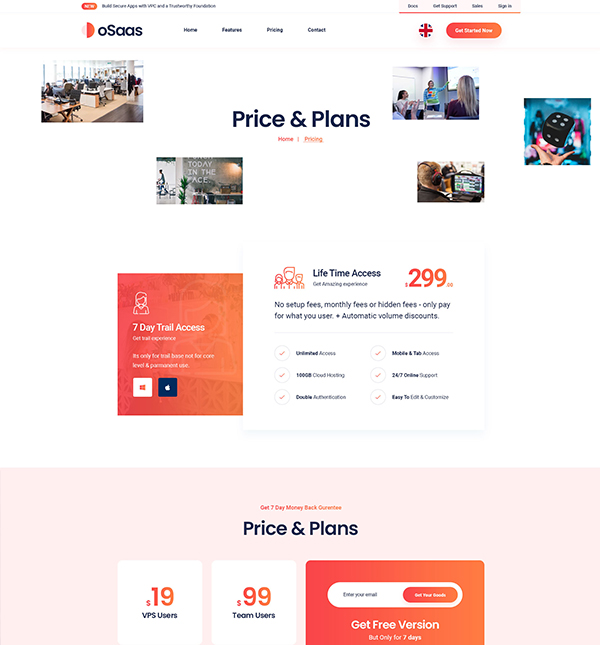 NEW Build Secure Apps with VPC and a Trustworthy Foundation
Docs Get Support Sales Sign In
oSaas Home Features Pricing Contact Get Started Now
Price & Plans
Home | Pricing
TODAY
IN THE
FACE.
Life Time Access
Get Amazing experience
$299.00
No setup fees, monthly fees or hidden fees - only pay
for what you user. + Automatic volume discounts.
7 Day Trail Access
Get trail experience
Its only for trail base not for core
level & parmanent use.
Unlimited Access
Mobile & Tab Access
100GB Cloud Hosting
24/7 Online Support
Double Authentication
Easy To Edit & Customize
Get 7 Day Money Back Gurentee
Price & Plans
$19
VPS Users
$99
Team Users
Enter your email
Get Your Goods
Get Free Version
But Only for 7 days